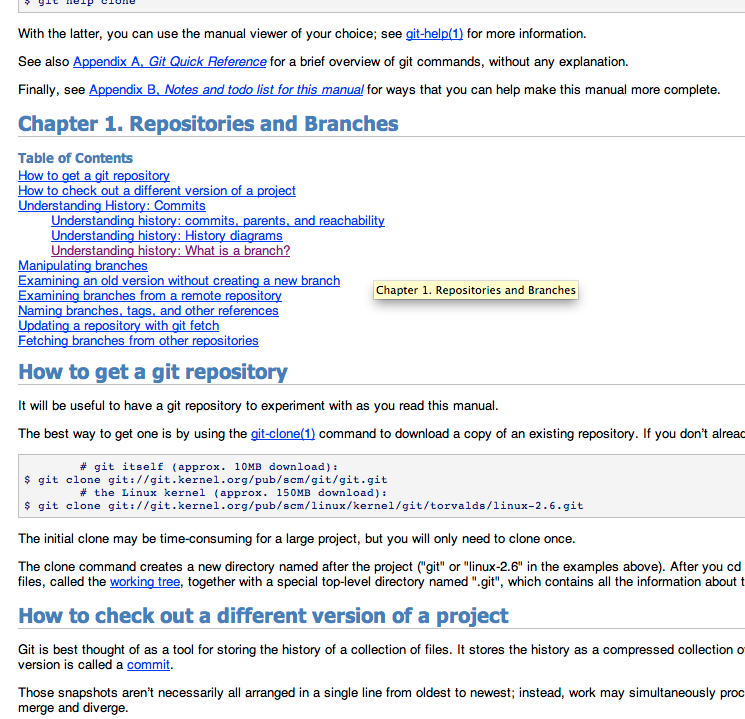 $ git help clone
With the latter, you can use the manual viewer of your choice; see git-help(1) for more information.
See also Appendix A, Git Quick Reference for a brief overview of git commands, without any explanation.
Finally, see Appendix B, Notes and todo list for this manual for ways that you can help make this manual more complete.
Chapter 1. Repositories and Branches
Table of Contents
How to get a git repository
How to check out a different version of a project
Understanding History: Commits
Understanding history: commits, parents, and reachability
Understanding history: History diagrams
Understanding history: What is a branch?
Manipulating branches
Examining an old version without creating a new branch
Chapter 1. Repositories and Branches
Examining branches from a remote repository
Naming branches, tags, and other references
Updating a repository with git fetch
Fetching branches from other repositories
How to get a git repository
It will be useful to have a git repository to experiment with as you read this manual.
The best way to get one is by using the git-clone(1) command to download a copy of an existing repository. If you don't alread
# git itself (approx. 10MB download):
$ git clone git://git.kernel.org/pub/scm/git/git.git
# the Linux kernel (approx. 150MB download):
$ git clone git://git.kernel.org/pub/scm/linux/kernel/git/torvalds/linux-2.6.git
The initial clone may be time-consuming for a large project, but you will only need to clone once.
The clone command creates a new directory named after the project ("git" or "linux-2.6" in the examples above). After you cd
files, called the working tree, together with a special top-level directory named ".git", which contains all the information about t
How to check out a different version of a project
Git is best thought of as a tool for storing the history of a collection of files. It stores the history as a compressed collection o
version is called a commit.
Those snapshots aren't necessarily all arranged in a single line from oldest to newest; instead, work may simultaneously proc
merge and diverge.